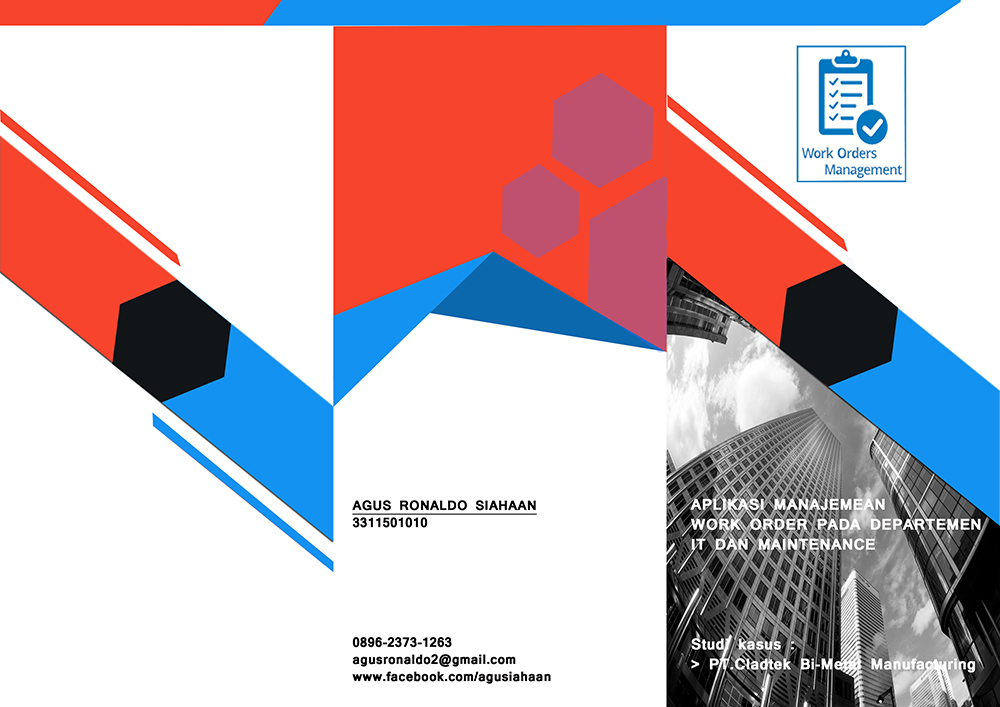 Work Orders
Management
AGUS RONALDO SIAHAAN
3311501010
0896-2373-1263
agusronaldo2@gmail.com
www.facebook.com/agusiahaan
APLIKASI MANAJEMEAN
WORK ORDER PADA DEPARTEMEN
IT DAN MAINTENANCE
Studi kasus :
> PT.Cladtek Bi-Metal Manufacturing